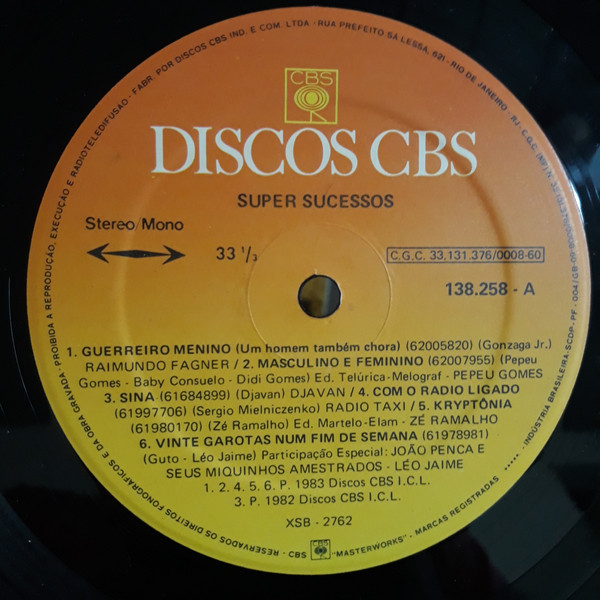 FABR. POR DISCOS CBS IND. E COM. LTDA - RUA PREFEITO SÁ LESSA, 621 - RIO DE JANEIRO - RJ - C.G.C.
CBS
DISCOS CBS
SUPER SUCESSOS
Stereo/Mono
33 1/3
C.G.C. 33.131.376/0008-60
138.258 - A
1. GUERREIRO MENINO (Um homem também chora) (62005820) (Gonzaga Jr.)
RAIMUNDO FAGNER / 2. MASCULINO E FEMININO (62007955) (Pepeu
Gomes - Baby Consuelo - Didi Gomes) Ed. Telúrica-Melograf - PEPEU GOMES
3. SINA (61684899) (Djavan) DJAVAN / 4. COM O RADIO LIGADO
(61997706) (Sergio Mielniczenko) RADIO TAXI / 5. KRYPTÔNIA
(61980170) (Zé Ramalho) Ed. Martelo-Elam - ZÉ RAMALHO
6. VINTE GAROTAS NUM FIM DE SEMANA (61978981)
(Guto - Léo Jaime) Participação Especial: JOÃO PENCA E
SEUS MIQUINHOS AMESTRADOS - LÉO JAIME
1. 2. 4. 5. 6. P. 1983 Discos CBS I.C.L.
3. P. 1982 Discos CBS I.C.L.
XSB - 2762
RESERVADOS OS DIREITOS FONOGRÁFICOS E DA OBRA GRAVADA - PROIBIDA A REPRODUÇÃO, EXECUÇÃO E RADIOTELEDIFUSÃO
CBS "MASTERWORKS" - MARCAS REGISTRADAS ***** - INDÚSTRIA BRASILEIRA - SCDP - PF - 004/GB